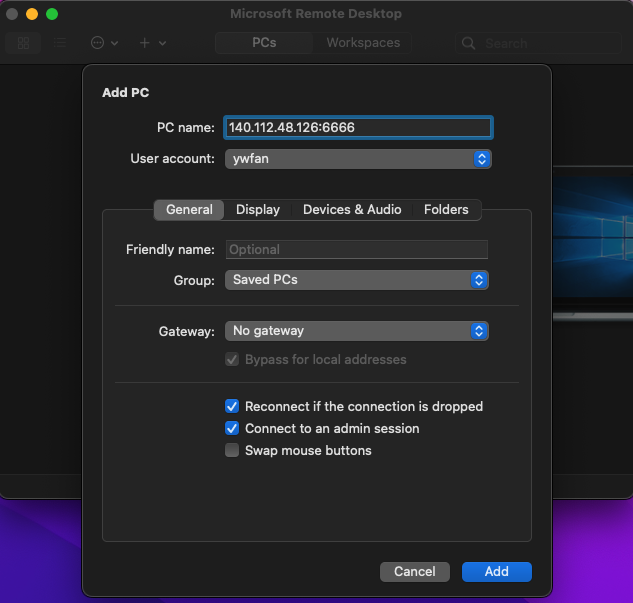 Microsoft Remote Desktop
PCs Workspaces Search
Add PC
PC name: 140.112.48.126:6666
User account: ywfan
General Display Devices & Audio Folders
Friendly name: Optional
Group: Saved PCs
Gateway: No gateway
Bypass for local addresses
Reconnect if the connection is dropped
Connect to an admin session
Swap mouse buttons
Cancel Add